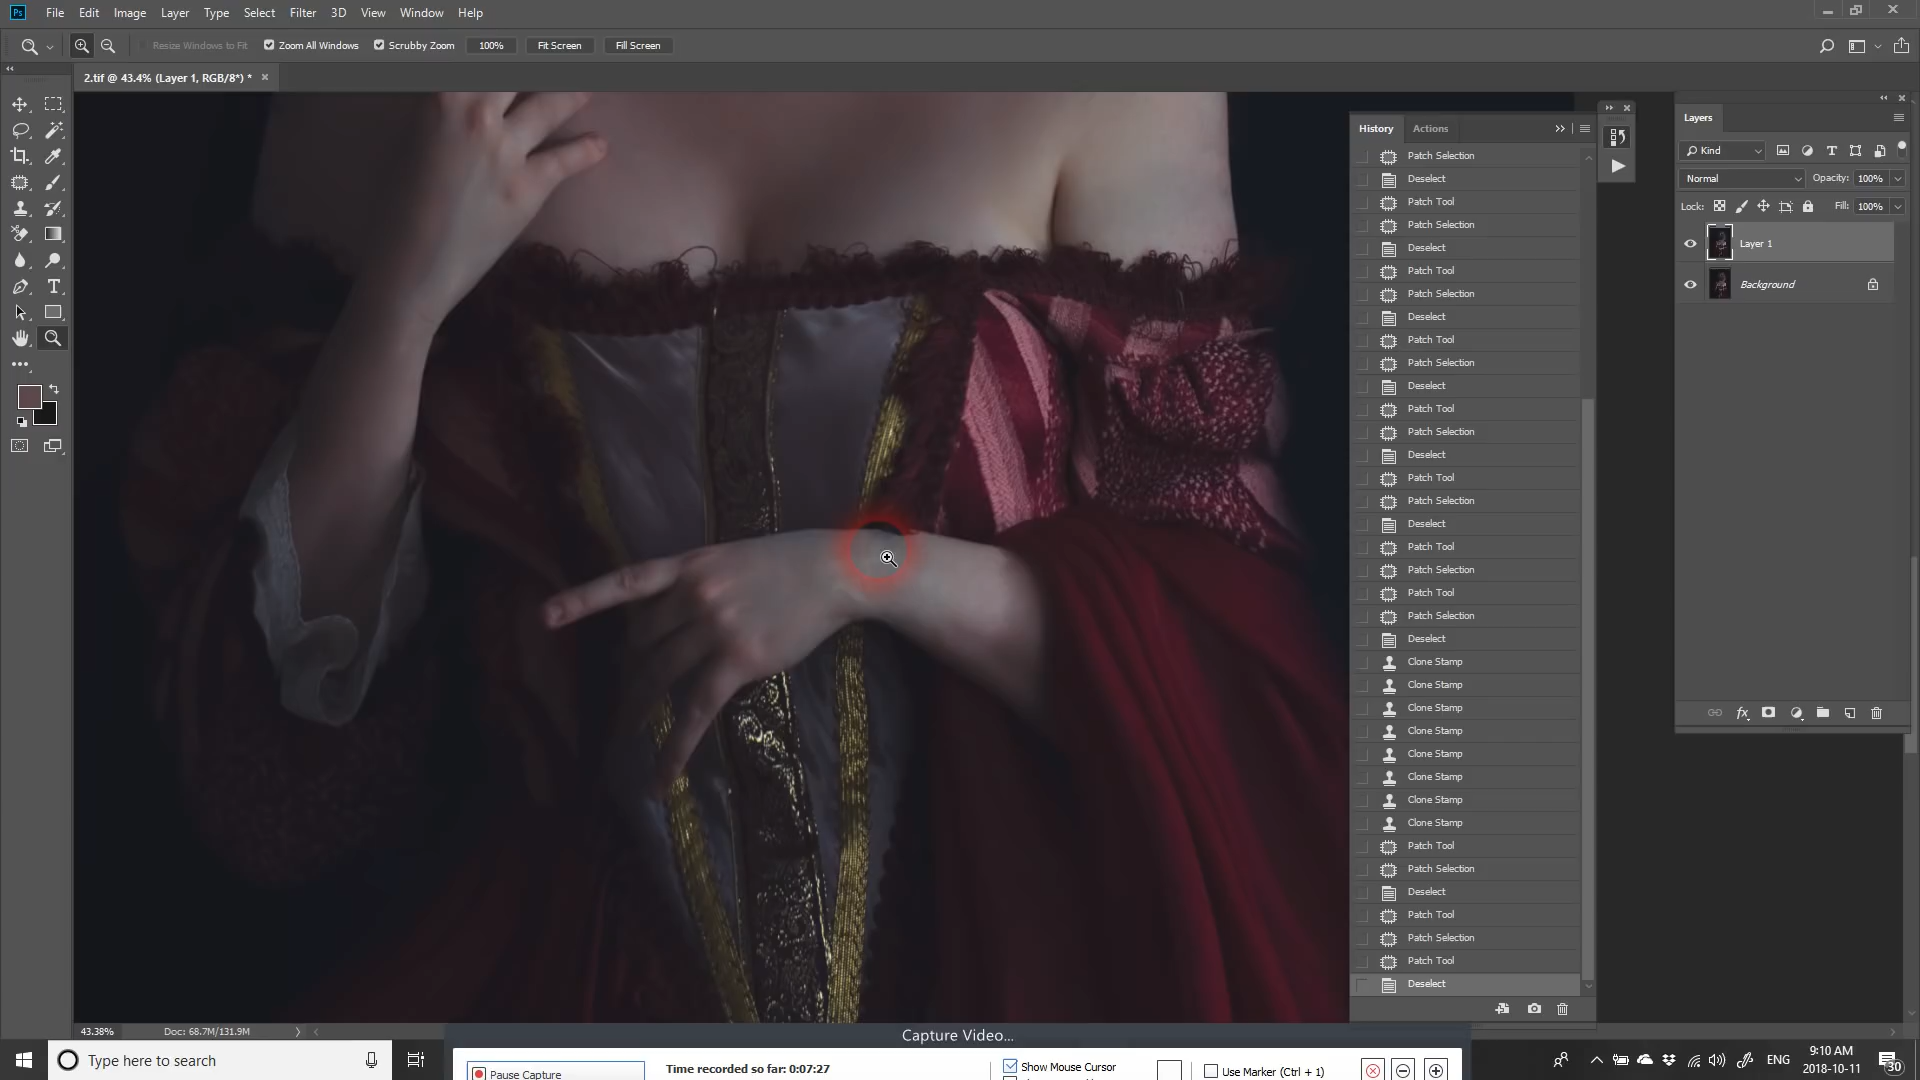 Ps File Edit Image Layer Type Select Filter 3D View Window Help
Resize Windows to Fit Zoom All Windows Scrubby Zoom 100% Fit Screen Fill Screen
2.tif @ 43.4% (Layer 1, RGB/8*) * ×
History Actions
Patch Selection
Deselect
Patch Tool
Patch Selection
Deselect
Patch Tool
Patch Selection
Deselect
Patch Tool
Patch Selection
Deselect
Patch Tool
Patch Selection
Deselect
Patch Tool
Patch Selection
Deselect
Patch Tool
Patch Selection
Patch Tool
Patch Selection
Deselect
Clone Stamp
Clone Stamp
Clone Stamp
Clone Stamp
Clone Stamp
Clone Stamp
Clone Stamp
Clone Stamp
Patch Tool
Patch Selection
Deselect
Patch Tool
Patch Selection
Patch Tool
Deselect
Layers
Kind
Normal Opacity: 100%
Lock: Fill: 100%
Layer 1
Background
fx
43.38% Doc: 68.7M/131.9M
Capture Video...
Pause Capture Time recorded so far: 0:07:27 Show Mouse Cursor Use Marker (Ctrl + 1)
Type here to search
ENG 9:10 AM
2018-10-11 30